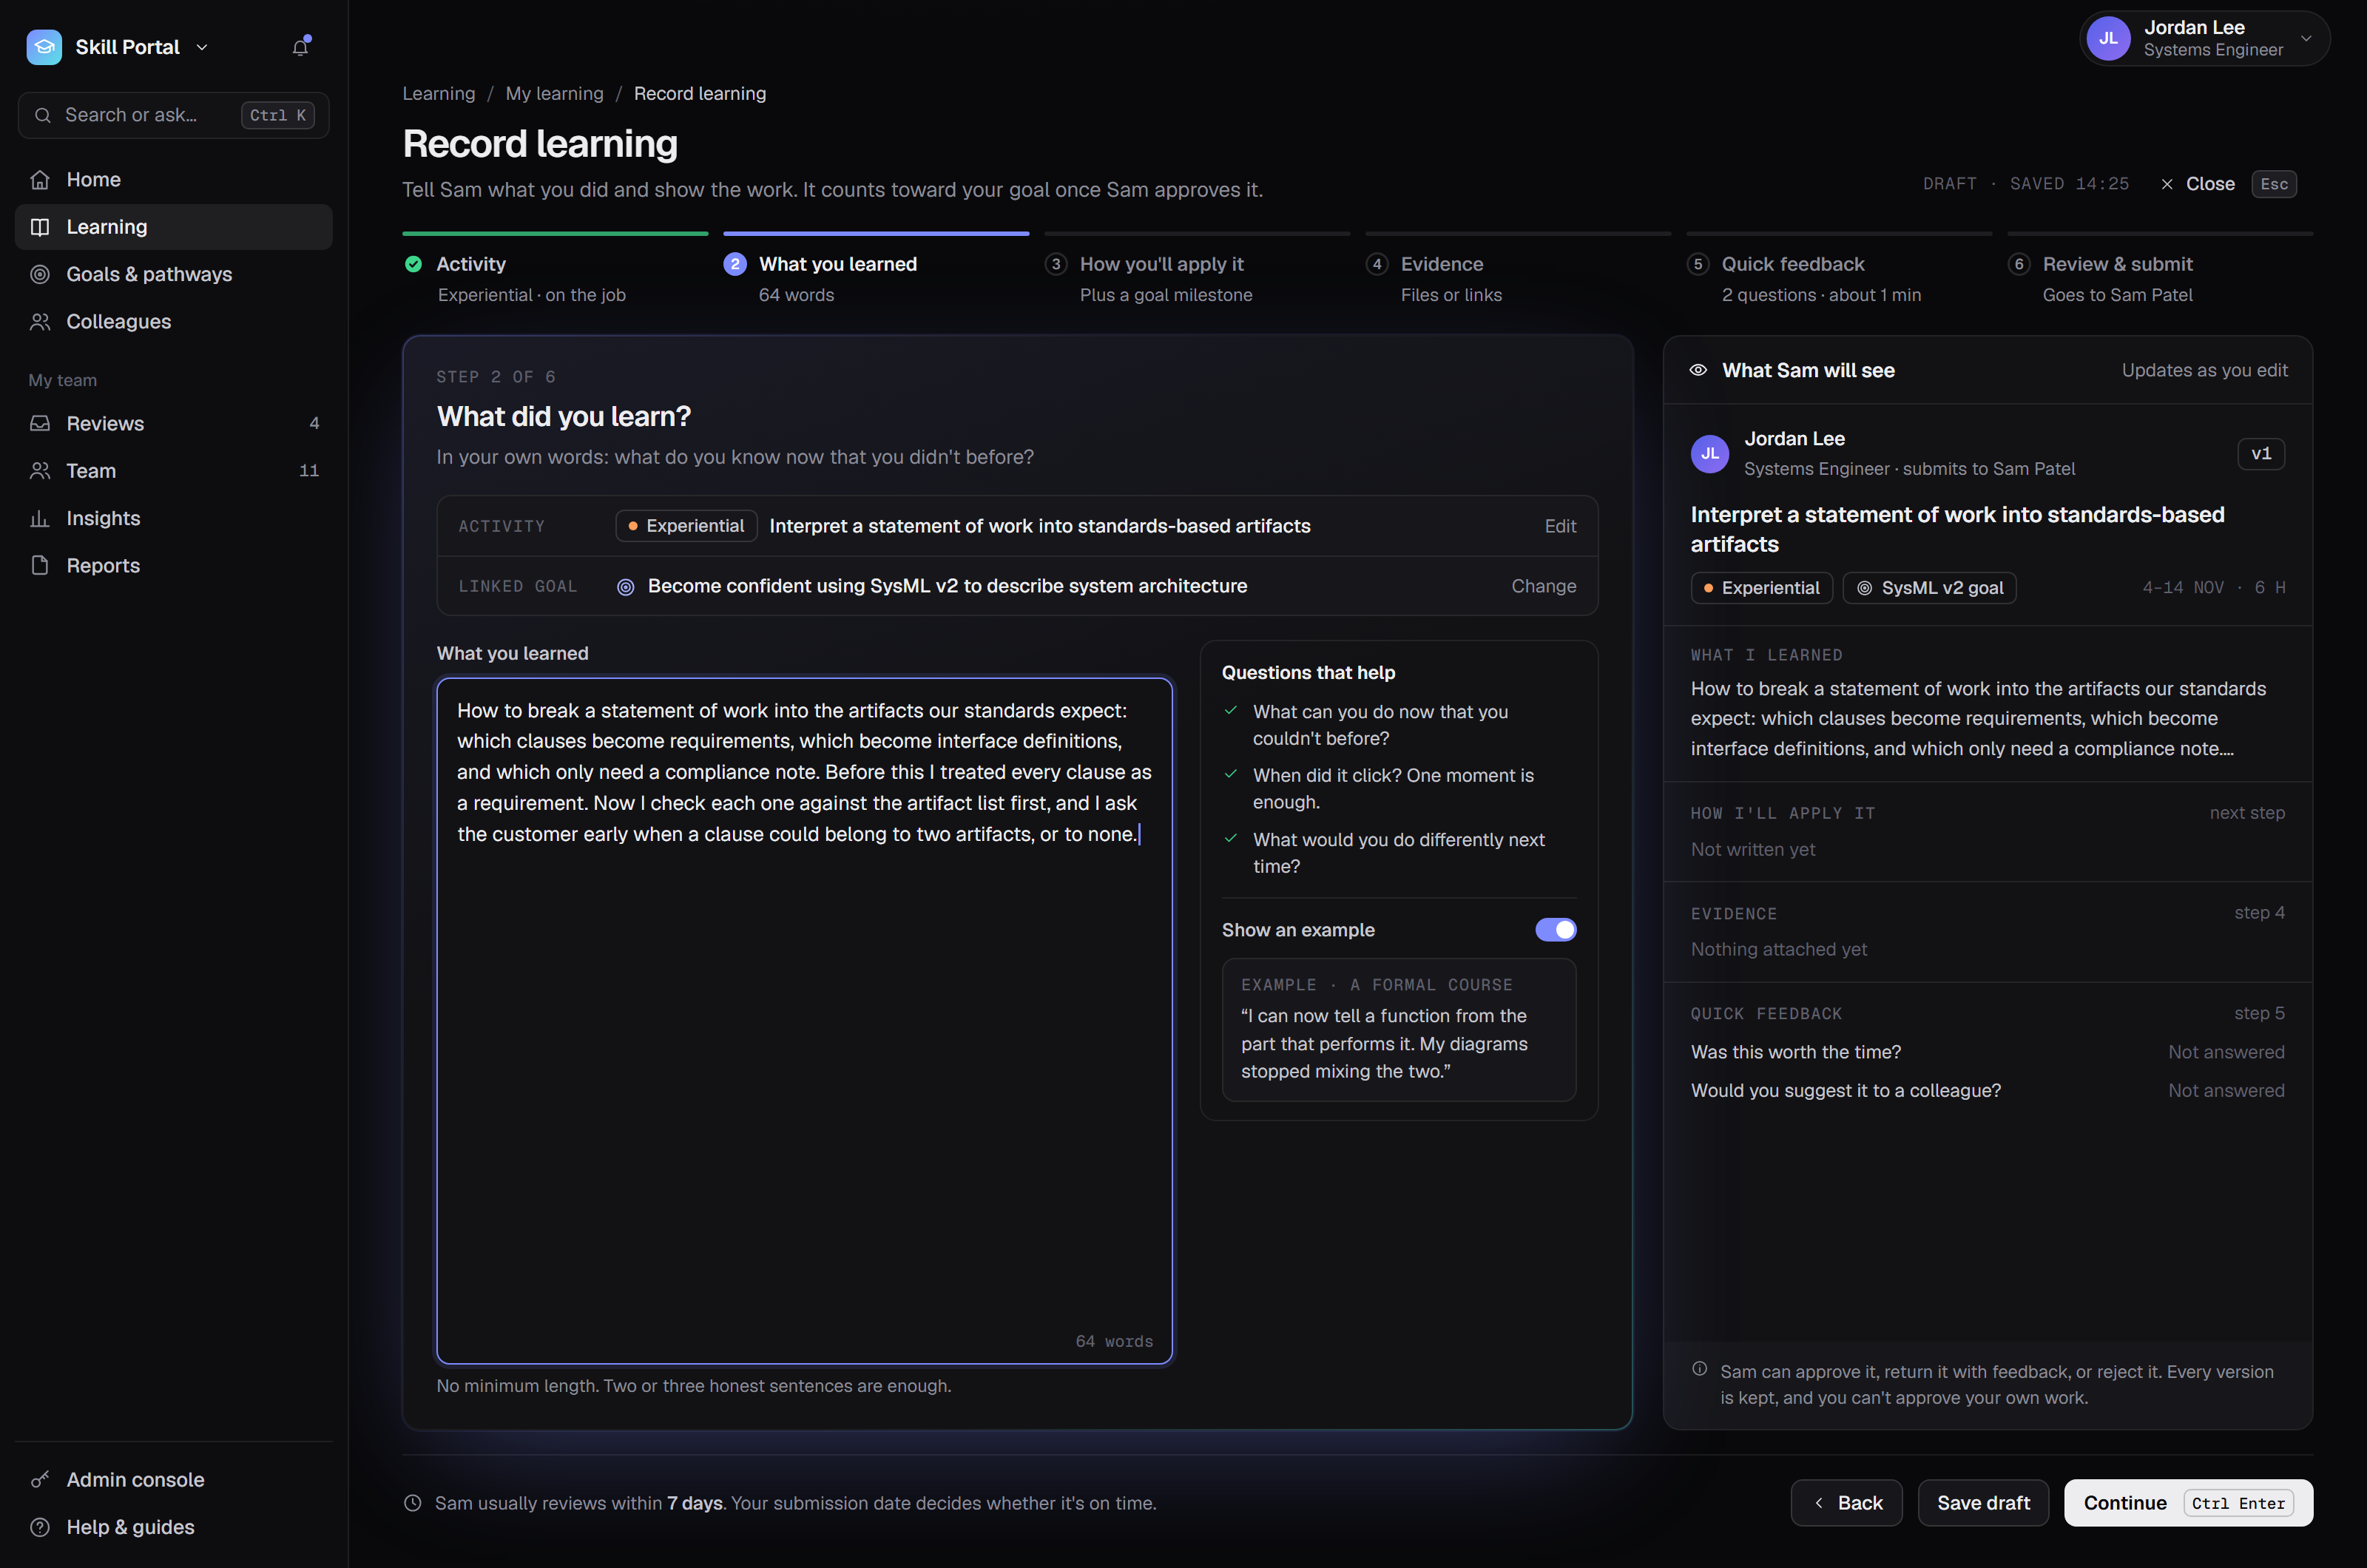 Skill Portal
Search or ask... Ctrl K
Home
Learning
Goals & pathways
Colleagues
My team
Reviews 4
Team 11
Insights
Reports
Admin console
Help & guides
JL Jordan Lee
Systems Engineer
Learning / My learning / Record learning
Record learning
Tell Sam what you did and show the work. It counts toward your goal once Sam approves it.
DRAFT · SAVED 14:25 Close Esc
Activity
Experiential · on the job
2 What you learned
64 words
3 How you'll apply it
Plus a goal milestone
4 Evidence
Files or links
5 Quick feedback
2 questions · about 1 min
6 Review & submit
Goes to Sam Patel
STEP 2 OF 6
What did you learn?
In your own words: what do you know now that you didn't before?
ACTIVITY Experiential Interpret a statement of work into standards-based artifacts Edit
LINKED GOAL Become confident using SysML v2 to describe system architecture Change
What you learned
How to break a statement of work into the artifacts our standards expect:
which clauses become requirements, which become interface definitions,
and which only need a compliance note. Before this I treated every clause as
a requirement. Now I check each one against the artifact list first, and I ask
the customer early when a clause could belong to two artifacts, or to none.
64 words
No minimum length. Two or three honest sentences are enough.
Questions that help
What can you do now that you
couldn't before?
When did it click? One moment is
enough.
What would you do differently next
time?
Show an example
EXAMPLE · A FORMAL COURSE
“I can now tell a function from the
part that performs it. My diagrams
stopped mixing the two.”
What Sam will see Updates as you edit
JL Jordan Lee
Systems Engineer · submits to Sam Patel
v1
Interpret a statement of work into standards-based
artifacts
Experiential SysML v2 goal 4–14 NOV · 6 H
WHAT I LEARNED
How to break a statement of work into the artifacts our standards
expect: which clauses become requirements, which become
interface definitions, and which only need a compliance note....
HOW I'LL APPLY IT next step
Not written yet
EVIDENCE step 4
Nothing attached yet
QUICK FEEDBACK step 5
Was this worth the time? Not answered
Would you suggest it to a colleague? Not answered
Sam can approve it, return it with feedback, or reject it. Every version
is kept, and you can't approve your own work.
Sam usually reviews within 7 days. Your submission date decides whether it's on time.
Back
Save draft
Continue Ctrl Enter